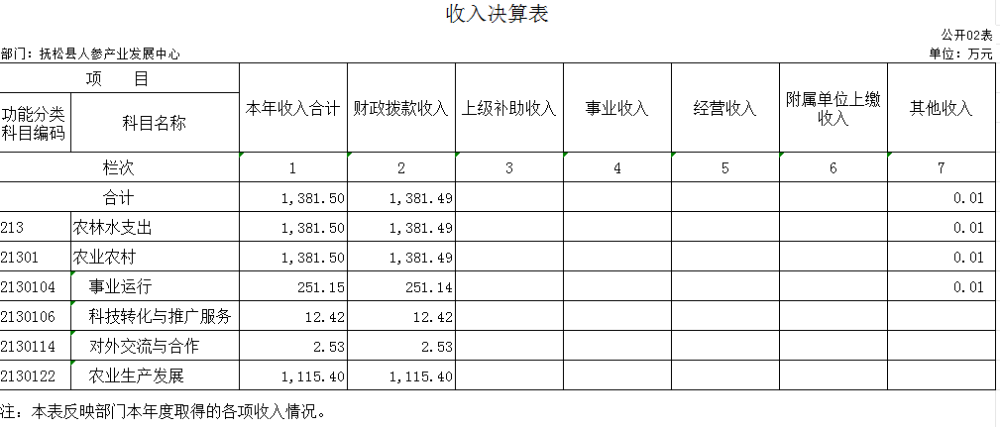 收入决算表
公开02表
部门：抚松县人参产业发展中心 单位：万元
项 目 本年收入合计 财政拨款收入 上级补助收入 事业收入 经营收入 附属单位上缴收入 其他收入
功能分类科目编码 科目名称
栏次 1 2 3 4 5 6 7
合计 1,381.50 1,381.49 0.01
213 农林水支出 1,381.50 1,381.49 0.01
21301 农业农村 1,381.50 1,381.49 0.01
2130104 事业运行 251.15 251.14 0.01
2130106 科技转化与推广服务 12.42 12.42
2130114 对外交流与合作 2.53 2.53
2130122 农业生产发展 1,115.40 1,115.40
注：本表反映部门本年度取得的各项收入情况。